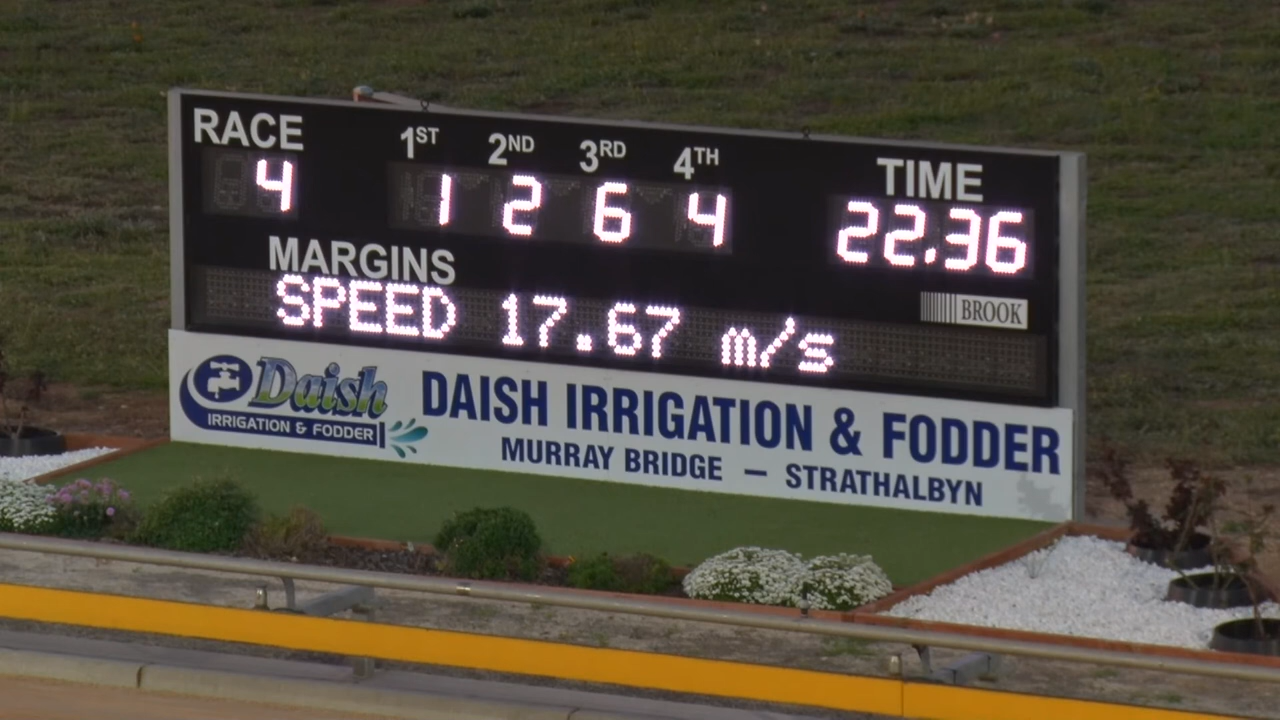 RACE 1ST 2ND 3RD 4TH TIME
4 1 2 6 4 22.36
MARGINS
BROOK
SPEED 17.67 m/s
Daish
IRRIGATION & FODDER
DAISH IRRIGATION & FODDER
MURRAY BRIDGE — STRATHALBYN